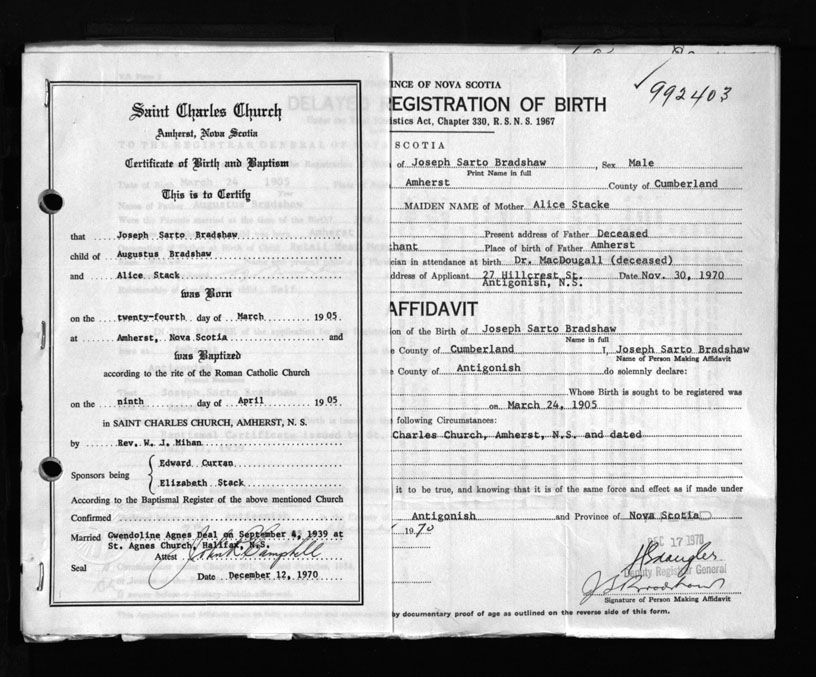 Saint Charles Church
Amherst, Nova Scotia
Certificate of Birth and Baptism
This is to Certify
that Joseph Sarto Bradshaw
child of Augustus Bradshaw
and Alice Stack
was Born
on the twenty-fourth day of March 1905.
at Amherst, Nova Scotia and
was Baptized
according to the rite of the Roman Catholic Church
on the ninth day of April 1905
in SAINT CHARLES CHURCH, AMHERST, N. S.
by Rev. W. J. Mihan
Sponsors being
Edward Curran
Elizabeth Stack
According to the Baptismal Register of the above mentioned Church
Confirmed
Married Gwendoline Agnes Deal on September 4, 1939 at
St. Agnes Church, Halifax, N.S.
Attest
Seal
Date December 12, 1970
INCE OF NOVA SCOTIA
992403
DELAYED REGISTRATION OF BIRTH
istics Act, Chapter 330, R. S. N. S. 1967
SCOTIA
of Joseph Sarto Bradshaw, Sex Male
Print Name in full
Amherst County of Cumberland
MAIDEN NAME of Mother Alice Stacke
Present address of Father Deceased
chant Place of birth of Father Amherst
cian in attendance at birth Dr. MacDougall (deceased)
ddress of Applicant 27 Hillcrest St. Date Nov. 30, 1970
Antigonish, N.S.
AFFIDAVIT
on of the Birth of Joseph Sarto Bradshaw
Name in full
e County of Cumberland I, Joseph Sarto Bradshaw
Name of Person Making Affidavit
e County of Antigonish do solemnly declare:
Whose Birth is sought to be registered was
on March 24, 1905
following Circumstances:
Charles Church, Amherst, N.S. and dated
it to be true, and knowing that it is of the same force and effect as if made under
Antigonish and Province of Nova Scotia
1970
DEC 17 1970
Deputy Registrar General
Signature of Person Making Affidavit
by documentary proof of age as outlined on the reverse side of this form.